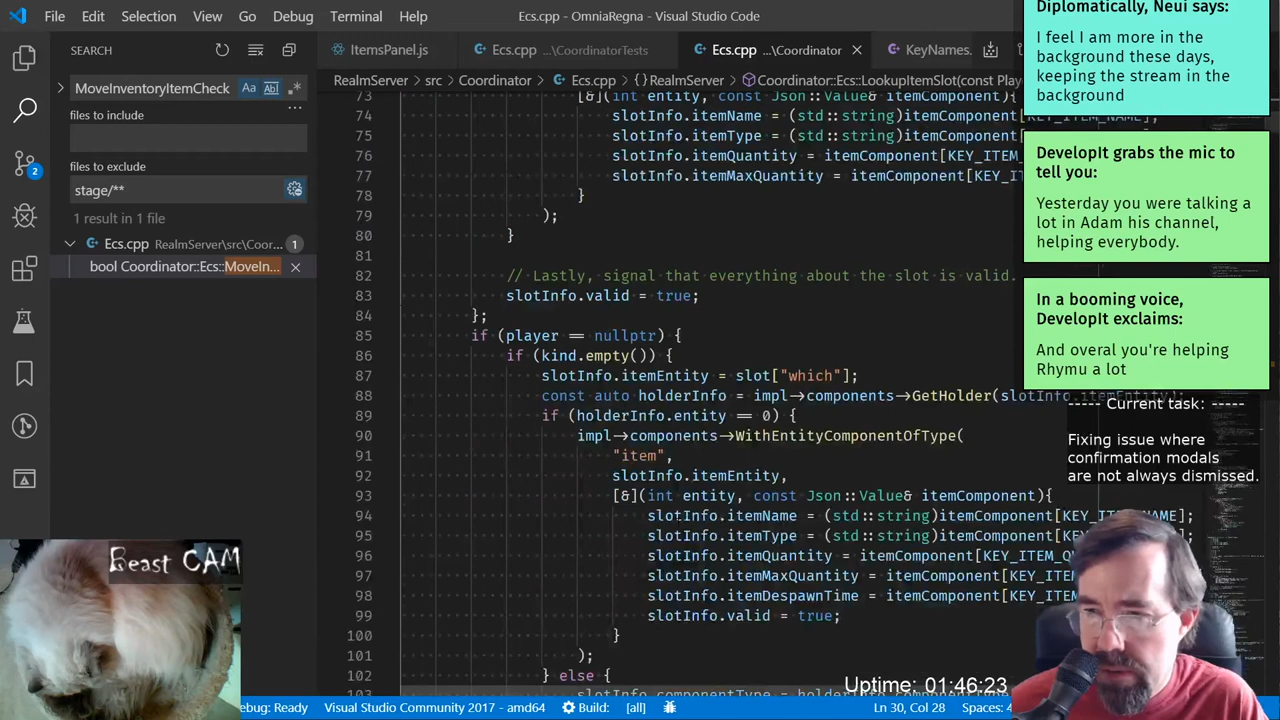 File Edit Selection View Go Debug Terminal Help
Ecs.cpp - OmniaRegna - Visual Studio Code
SEARCH
MoveInventoryItemCheck
Aa Abl .*
files to include
files to exclude
stage/**
1 result in 1 file
Ecs.cpp RealmServer\src\Coor... 1
bool Coordinator::Ecs::MoveIn...
2
ItemsPanel.js
Ecs.cpp ...\CoordinatorTests
Ecs.cpp ...\Coordinator
KeyNames.
RealmServer > src > Coordinator > Ecs.cpp > {} RealmServer > Coordinator::Ecs::LookupItemSlot(const Play
73 [&](int entity, const Json::Value& itemComponent){
74 slotInfo.itemName = (std::string)itemComponent[KEY_ITEM_NAME];
75 slotInfo.itemType = (std::string)itemComponent[
76 slotInfo.itemQuantity = itemComponent[KEY_ITEM_
77 slotInfo.itemMaxQuantity = itemComponent[KEY_IT
78 }
79 );
80 }
81
82 // Lastly, signal that everything about the slot is valid.
83 slotInfo.valid = true;
84 };
85 if (player == nullptr) {
86 if (kind.empty()) {
87 slotInfo.itemEntity = slot["which"];
88 const auto holderInfo = impl->components->GetHolder(slotInfo.itemEntity);
89 if (holderInfo.entity == 0) {
90 impl->components->WithEntityComponentOfType(
91 "item",
92 slotInfo.itemEntity,
93 [&](int entity, const Json::Value& itemComponent){
94 slotInfo.itemName = (std::string)itemComponent[KEY_ITEM_NAME];
95 slotInfo.itemType = (std::string)itemComponent[
96 slotInfo.itemQuantity = itemComponent[KEY_ITEM_QU
97 slotInfo.itemMaxQuantity = itemComponent[KEY_ITEM
98 slotInfo.itemDespawnTime = itemComponent[KEY_ITEM
99 slotInfo.valid = true;
100 }
101 );
102 } else {
103 slotInfo.componentType = holderInfo
Diplomatically, Neui says:
I feel I am more in the
background these days,
keeping the stream in the
background
DevelopIt grabs the mic to
tell you:
Yesterday you were talking a
lot in Adam his channel,
helping everybody.
In a booming voice,
DevelopIt exclaims:
And overal you're helping
Rhymu a lot
----- Current task: -----
Fixing issue where
confirmation modals
are not always dismissed.
Beast CAM
Uptime: 01:46:23
ebug: Ready Visual Studio Community 2017 - amd64 Build: [all] Ln 30, Col 28 Spaces: 4